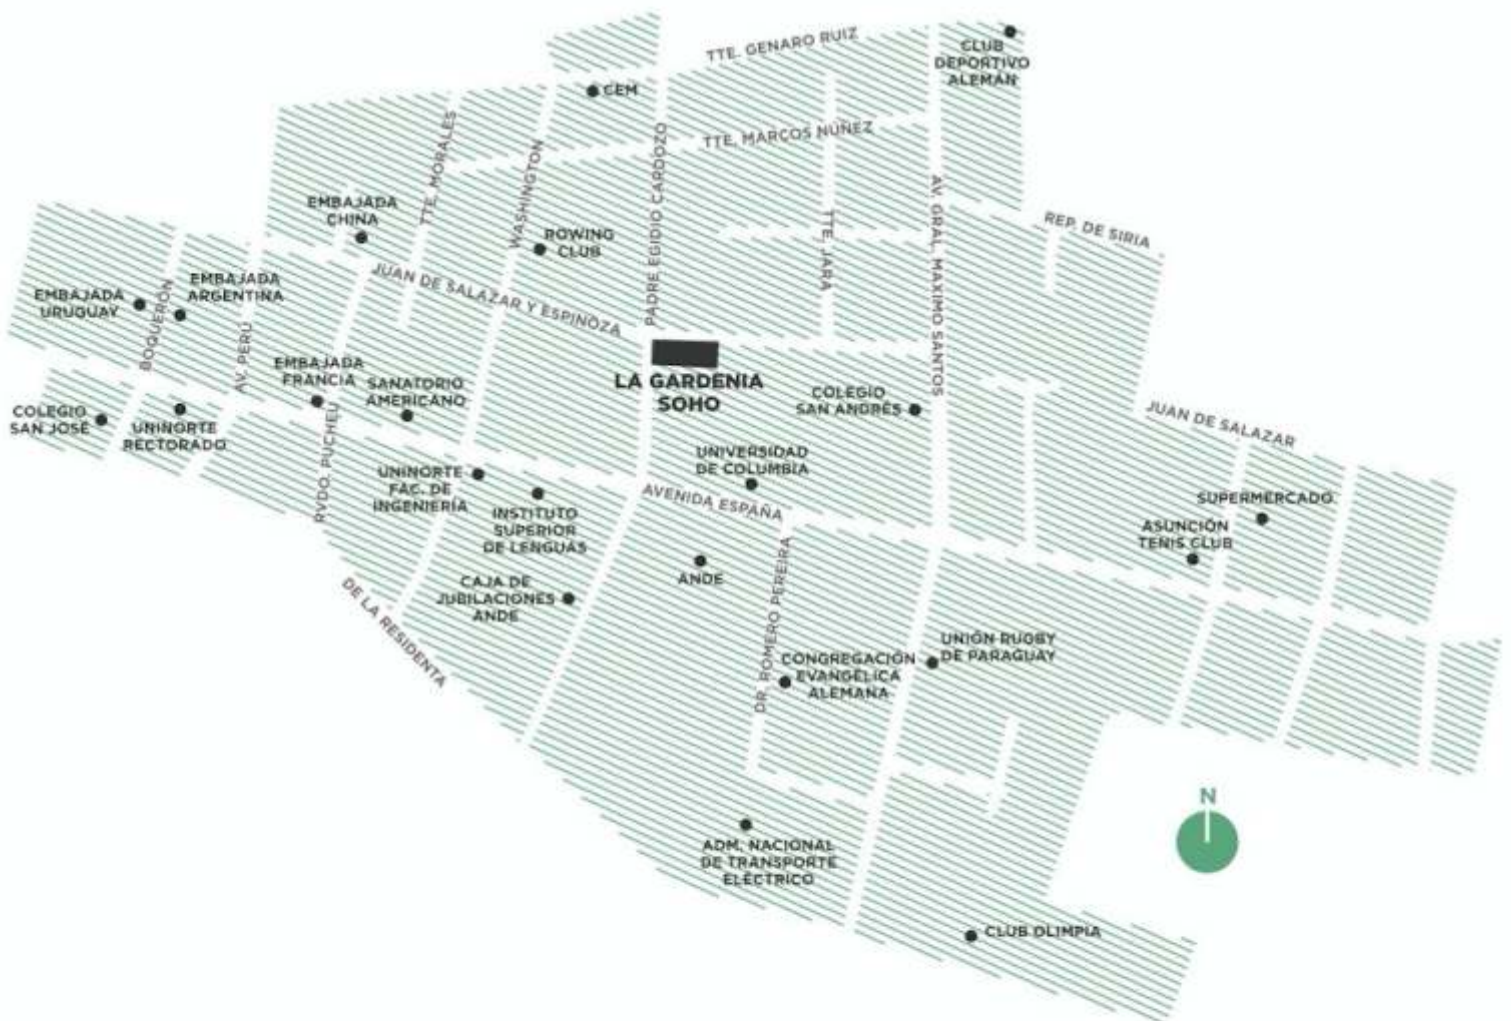 TTE. GENARO RUIZ
CLUB
DEPORTIVO
ALEMÁN
CEM
TTE. MORALES
WASHINGTON
PADRE EGIDIO CARDOZO
TTE. MARCOS NÚÑEZ
EMBAJADA
CHINA
ROWING
CLUB
TTE. JARA
AV. GRAL. MAXIMO SANTOS
REP. DE SIRIA
JUAN DE SALAZAR Y ESPINOZA
EMBAJADA
URUGUAY
BOQUERÓN
EMBAJADA
ARGENTINA
AV. PERÚ
EMBAJADA
FRANCIA
SANATORIO
AMERICANO
LA GARDENIA
SOHO
COLEGIO
SAN ANDRÉS
JUAN DE SALAZAR
COLEGIO
SAN JOSÉ
UNINORTE
RECTORADO
RVDO. PUCHEU
UNINORTE
FAC. DE
INGENIERÍA
INSTITUTO
SUPERIOR
DE LENGUAS
UNIVERSIDAD
DE COLUMBIA
AVENIDA ESPAÑA
SUPERMERCADO
ASUNCIÓN
TENIS CLUB
DE LA RESIDENTA
CAJA DE
JUBILACIONES
ANDE
ANDE
DR. ROMERO PEREIRA
CONGREGACIÓN
EVANGÉLICA
ALEMANA
UNIÓN RUGBY
DE PARAGUAY
N
ADM. NACIONAL
DE TRANSPORTE
ELÉCTRICO
CLUB OLIMPIA